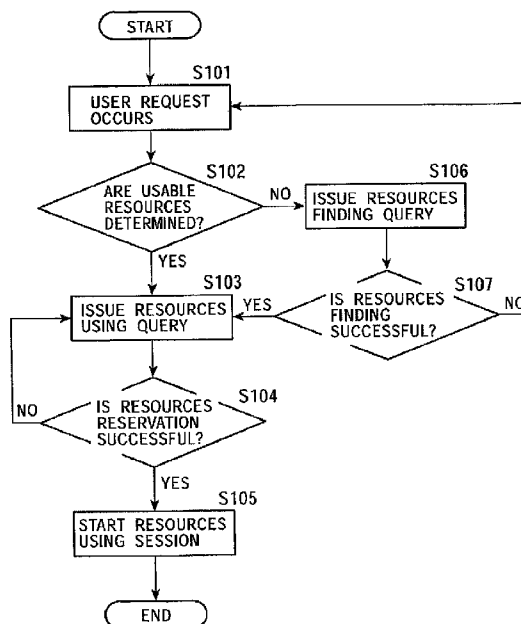 START
S101
USER REQUEST
OCCURS
S102
ARE USABLE
RESOURCES
DETERMINED?
NO
YES
S106
ISSUE RESOURCES
FINDING QUERY
S107
IS RESOURCES
FINDING
SUCCESSFUL?
YES
NO
S103
ISSUE RESOURCES
USING QUERY
S104
IS RESOURCES
RESERVATION
SUCCESSFUL?
NO
YES
S105
START RESOURCES
USING SESSION
END